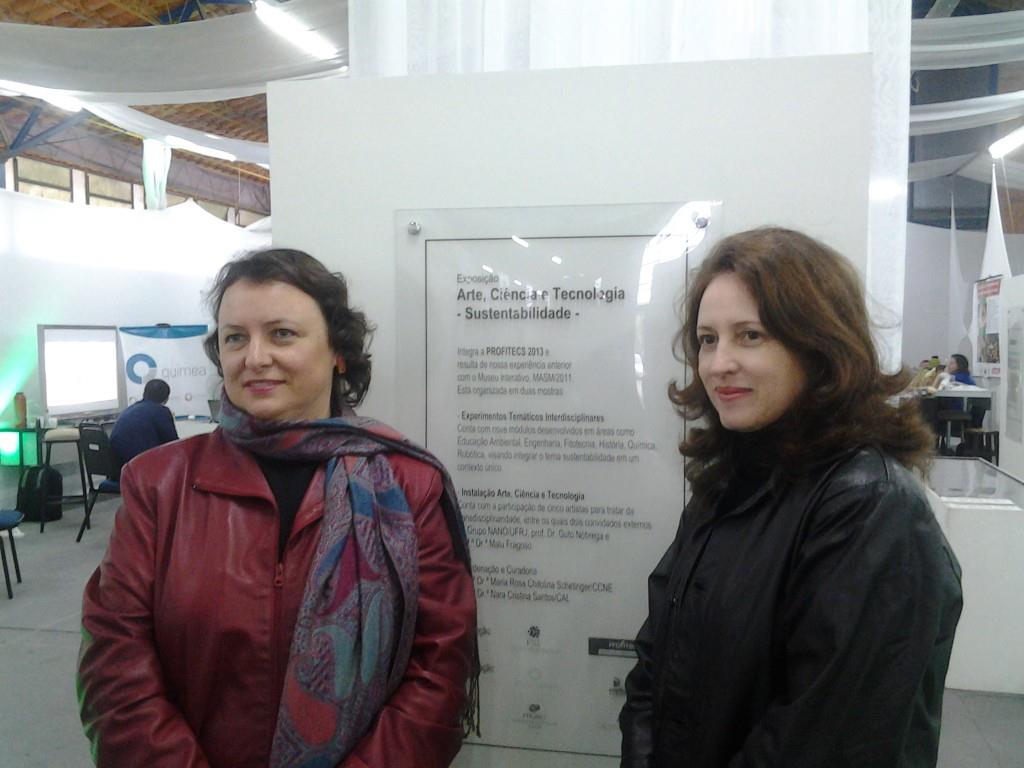 Exposição
Arte, Ciência e Tecnologia
- Sustentabilidade -
Integra a PROFITECS 2013 e
resulta de nossa experiência anterior
com o Museu Interativo, MASM/2011.
Esta organizada em duas mostras:
- Experimentos Temáticos Interdisciplinares
Conta com nove módulos desenvolvidos em áreas como
Educação Ambiental, Engenharia, Fitotecnia, História, Química,
Robótica, visando integrar o tema sustentabilidade em um
contexto único.
- Instalação Arte, Ciência e Tecnologia
Conta com a participação de cinco artistas para tratar da
transdisciplinaridade, entre os quais dois convidados externos
Grupo NANO/UFRJ, prof. Dr. Guto Nóbrega e
Dr.ª Malu Fragoso
denação e Curadoria
Dr.ª Maria Rosa Chitolina Schetinger/CCNE
Dr.ª Nara Cristina Santos/CAL
quimea